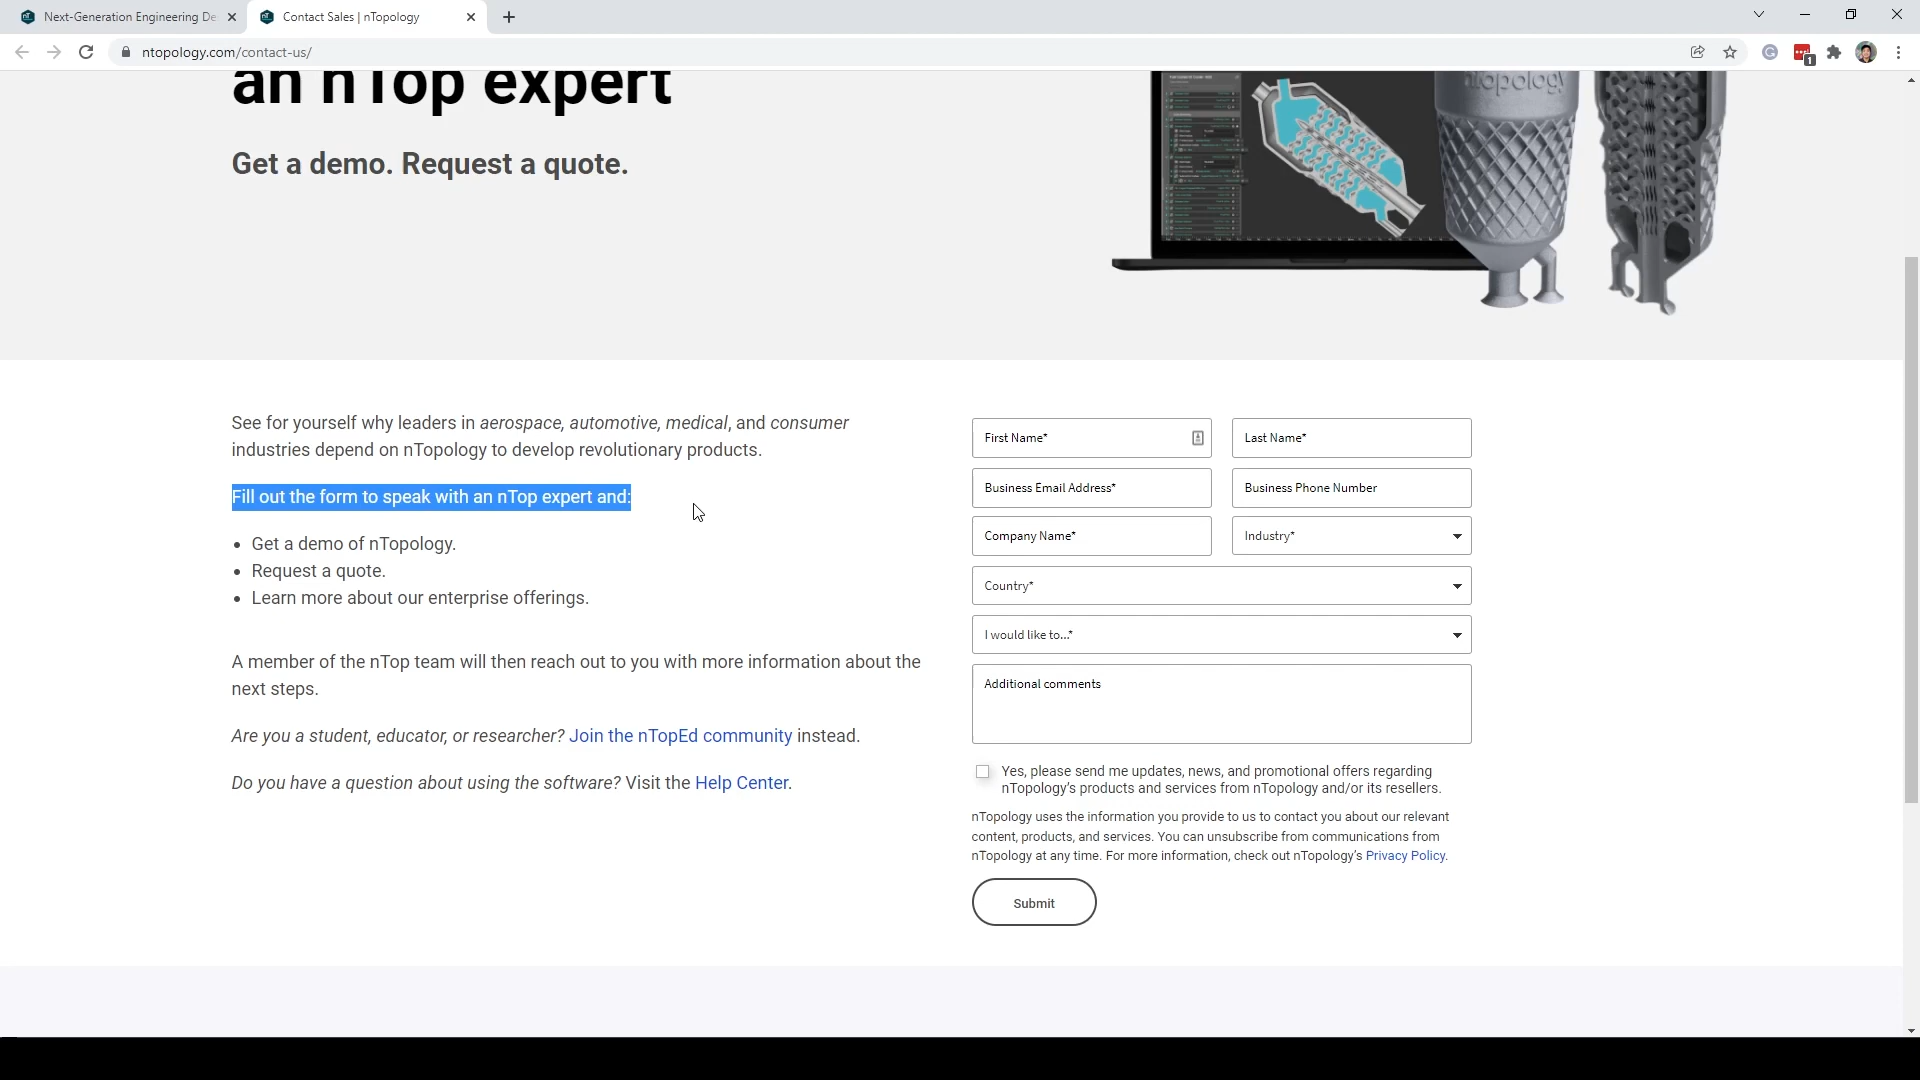 Next-Generation Engineering De
Contact Sales | nTopology
ntopology.com/contact-us/
1
an nTop expert
Get a demo. Request a quote.
nTopology
See for yourself why leaders in aerospace, automotive, medical, and consumer
industries depend on nTopology to develop revolutionary products.
Fill out the form to speak with an nTop expert and:
• Get a demo of nTopology.
• Request a quote.
• Learn more about our enterprise offerings.
A member of the nTop team will then reach out to you with more information about the
next steps.
Are you a student, educator, or researcher? Join the nTopEd community instead.
Do you have a question about using the software? Visit the Help Center.
First Name*
Last Name*
Business Email Address*
Business Phone Number
Company Name*
Industry*
Country*
I would like to...*
Additional comments
Yes, please send me updates, news, and promotional offers regarding
nTopology's products and services from nTopology and/or its resellers.
nTopology uses the information you provide to us to contact you about our relevant
content, products, and services. You can unsubscribe from communications from
nTopology at any time. For more information, check out nTopology's Privacy Policy.
Submit